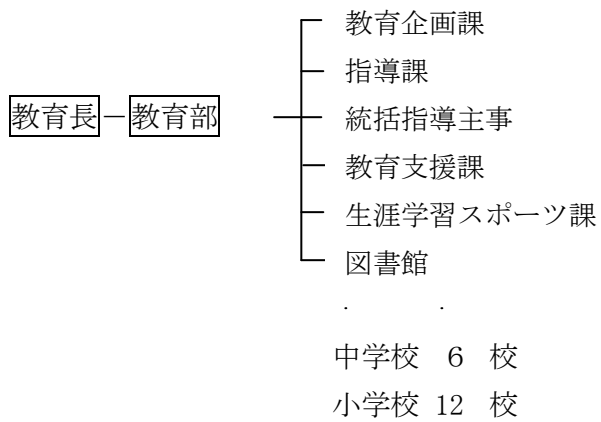 教育企画課
指導課
教育長－教育部 統括指導主事
教育支援課
生涯学習スポーツ課
図書館
． ．
中学校 ６ 校
小学校 12 校